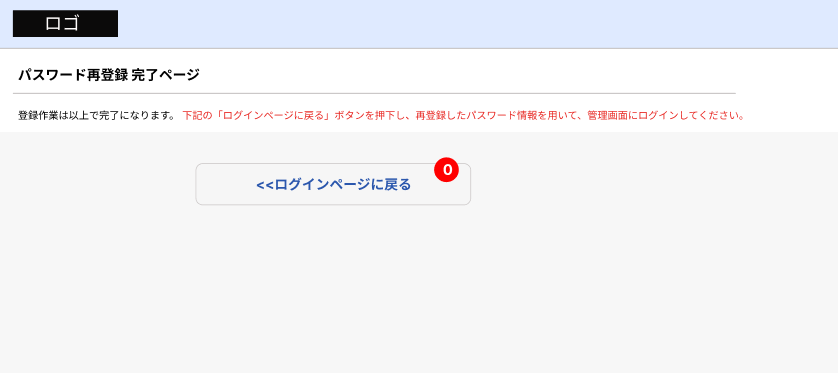 ロゴ
パスワード再登録 完了ページ
登録作業は以上で完了になります。 下記の「ログインページに戻る」ボタンを押下し、再登録したパスワード情報を用いて、管理画面にログインしてください。
0
<<ログインページに戻る